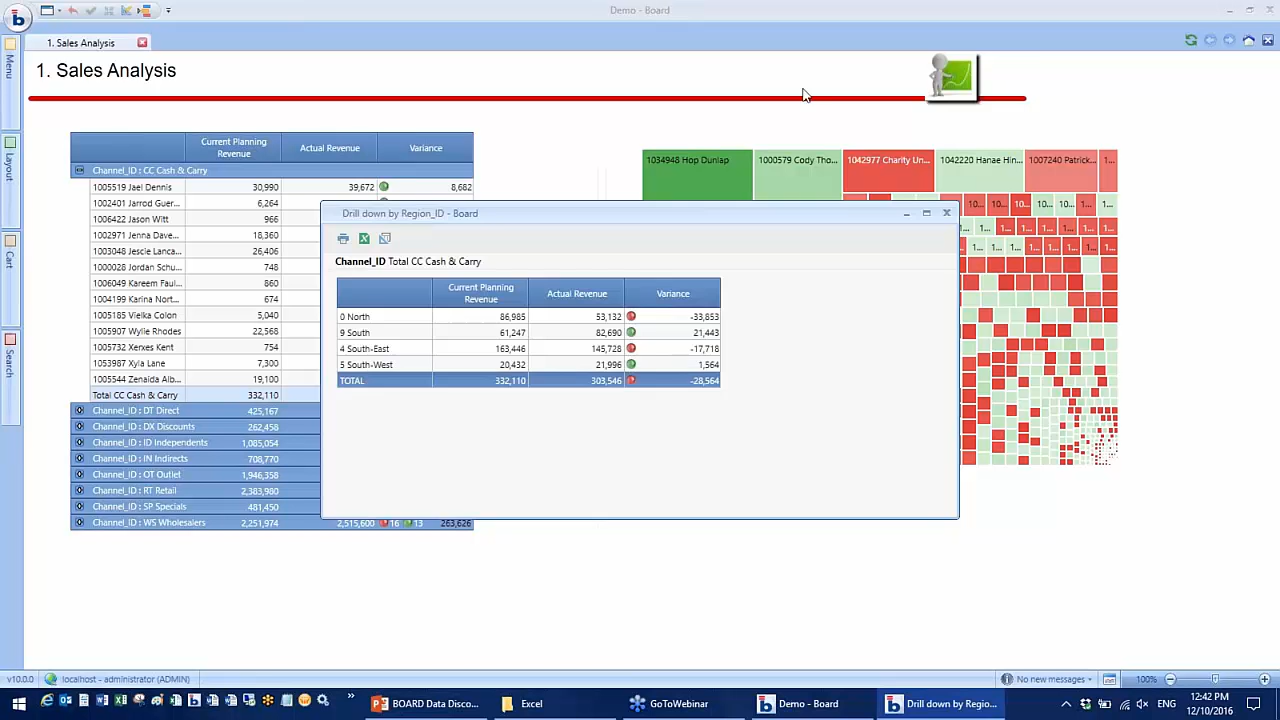 Demo - Board
1. Sales Analysis
1. Sales Analysis
Menu
Layout
Cart
Search
Current Planning Revenue Actual Revenue Variance
Channel_ID : CC Cash & Carry
1005519 Jael Dennis 30,990 39,672 8,682
1002401 Jarrod Guer... 6,264
1006422 Jason Witt 966
1002971 Jenna Dave... 18,360
1003048 Jescie Lanca... 26,406
1000028 Jordan Schu... 748
1006049 Kareem Paul... 860
1004199 Karina Nort... 674
1005185 Vielka Colon 5,040
1005907 Wylie Rhodes 22,568
1005732 Xerxes Kent 754
1053987 Xyla Lane 7,300
1005544 Zenaida Alb... 19,100
Total CC Cash & Carry 332,110
Channel_ID : DT Direct 425,167
Channel_ID : DX Discounts 262,458
Channel_ID : ID Independents 1,085,054
Channel_ID : IN Indirects 708,770
Channel_ID : OT Outlet 1,946,358
Channel_ID : RT Retail 2,383,980
Channel_ID : SP Specials 481,450
Channel_ID : WS Wholesalers 2,251,974 2,515,600 16 13 263,626
1034948 Hop Dunlap 1000579 Cody Tho... 1042977 Charity Un... 1042220 Hanae Hin... 1007240 Patrick... 1...
Drill down by Region_ID - Board
Channel_ID Total CC Cash & Carry
Current Planning Revenue Actual Revenue Variance
0 North 86,985 53,132 -33,853
9 South 61,247 82,690 21,443
4 South-East 163,446 145,728 -17,718
5 South-West 20,432 21,996 1,564
TOTAL 332,110 303,546 -28,564
v10.0.0 localhost - administrator (ADMIN) No new messages 100%
BOARD Data Disco... Excel GoToWebinar Demo - Board Drill down by Regio... ENG 12:42 PM
12/10/2016